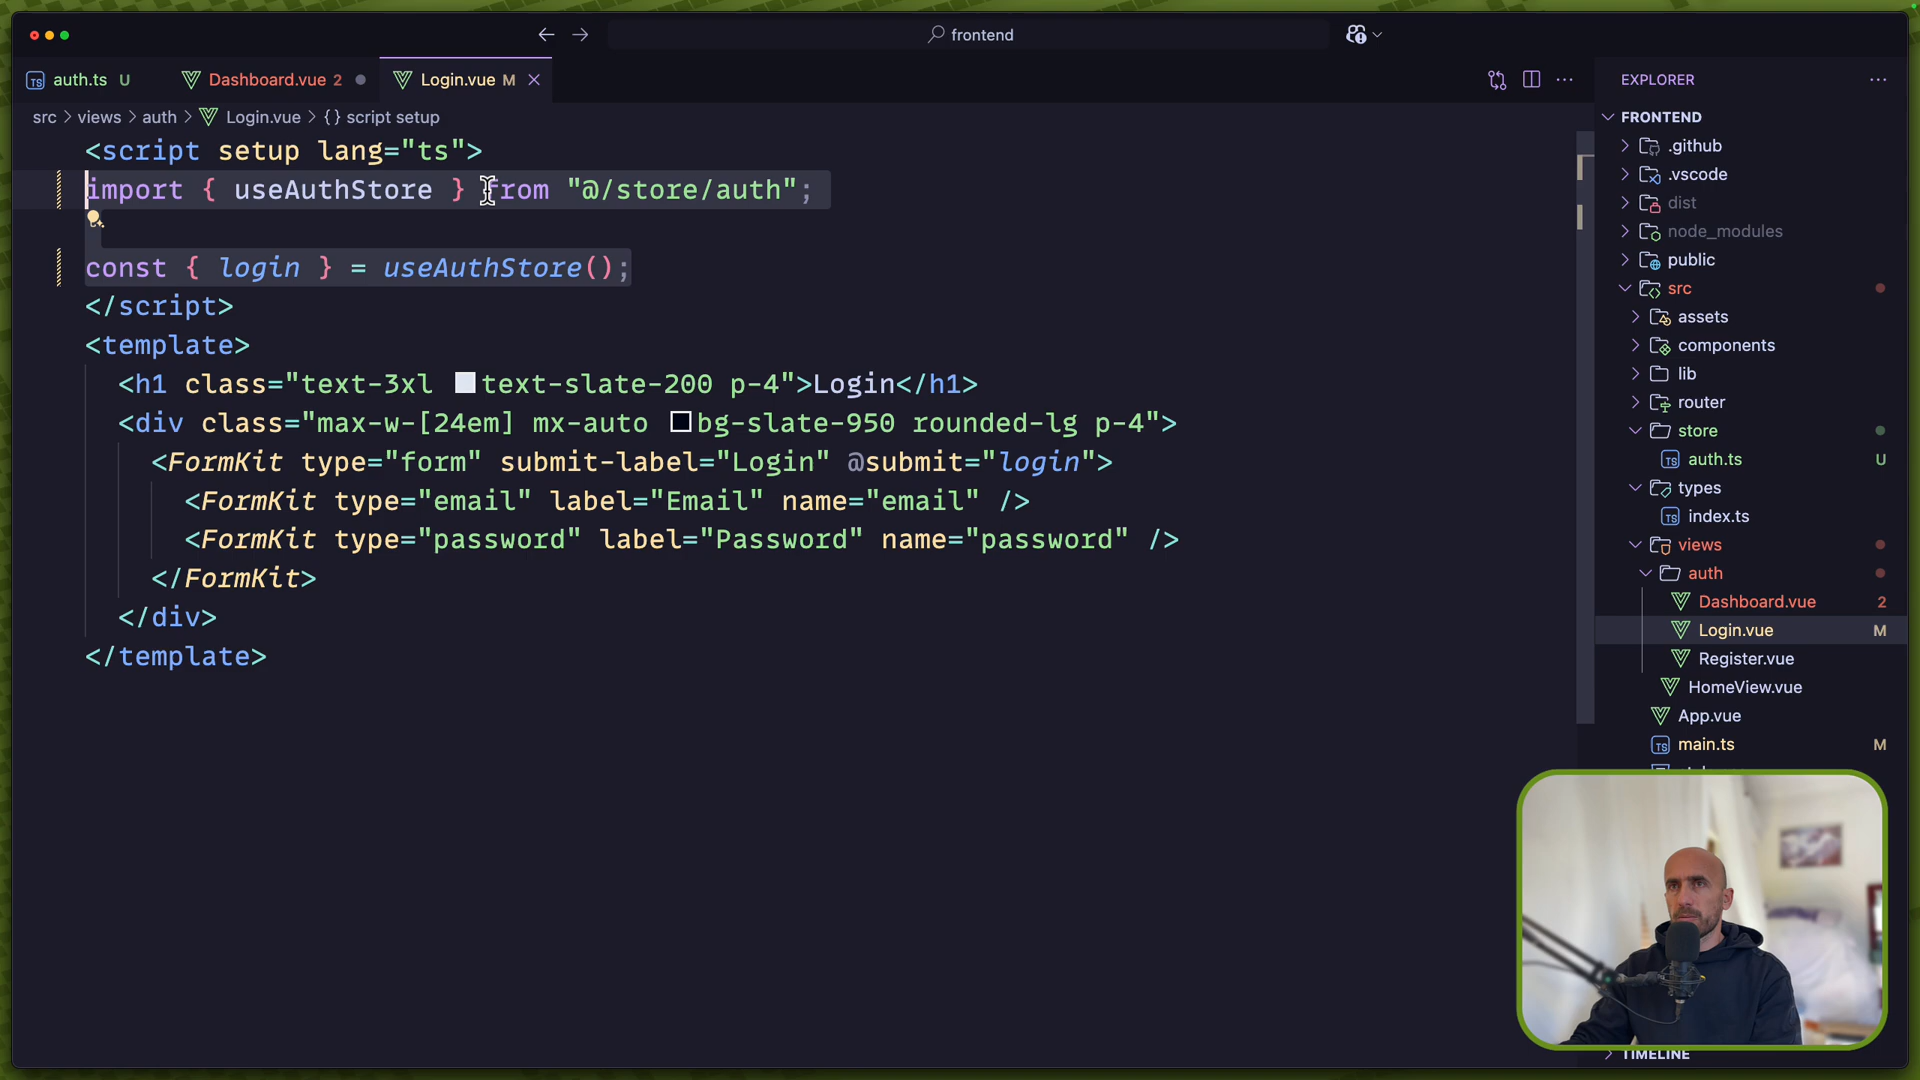 frontend
auth.ts U
Dashboard.vue 2
Login.vue M
src > views > auth > Login.vue > {} script setup
<script setup lang="ts">
import { useAuthStore } from "@/store/auth";
const { login } = useAuthStore();
</script>
<template>
<h1 class="text-3xl text-slate-200 p-4">Login</h1>
<div class="max-w-[24em] mx-auto bg-slate-950 rounded-lg p-4">
<FormKit type="form" submit-label="Login" @submit="login">
<FormKit type="email" label="Email" name="email" />
<FormKit type="password" label="Password" name="password" />
</FormKit>
</div>
</template>
EXPLORER
FRONTEND
.github
.vscode
dist
node_modules
public
src
assets
components
lib
router
store
auth.ts U
types
index.ts
views
auth
Dashboard.vue 2
Login.vue M
Register.vue
HomeView.vue
App.vue
main.ts M
TIMELINE